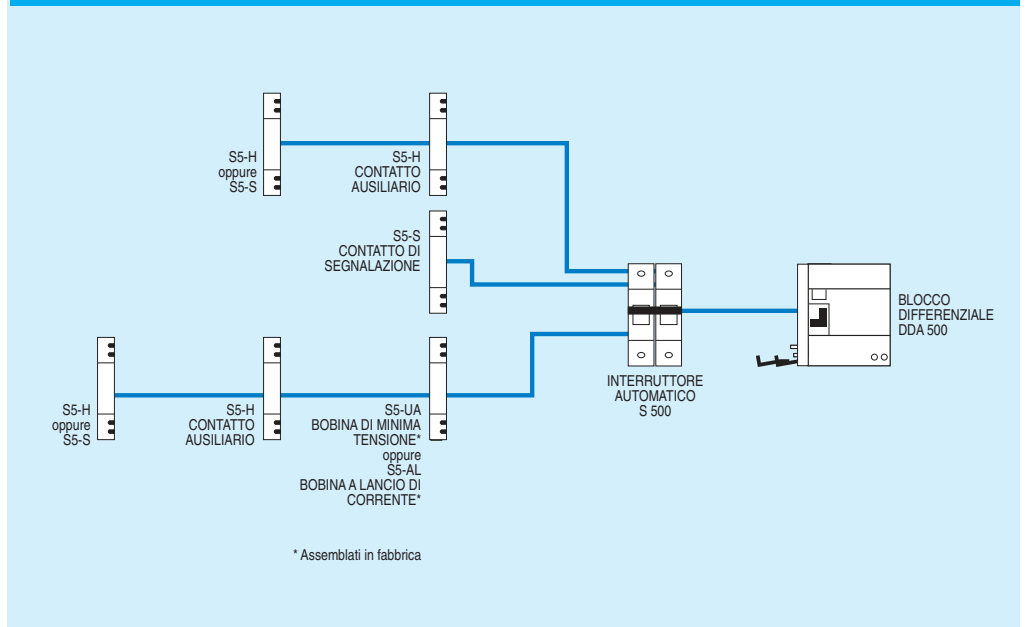 S5-H
oppure
S5-S
S5-H
CONTATTO
AUSILIARIO
S5-S
CONTATTO DI
SEGNALAZIONE
BLOCCO
DIFFERENZIALE
DDA 500
INTERRUTTORE
AUTOMATICO
S 500
S5-H
oppure
S5-S
S5-H
CONTATTO
AUSILIARIO
S5-UA
BOBINA DI MINIMA
TENSIONE*
oppure
S5-AL
BOBINA A LANCIO DI
CORRENTE*
* Assemblati in fabbrica